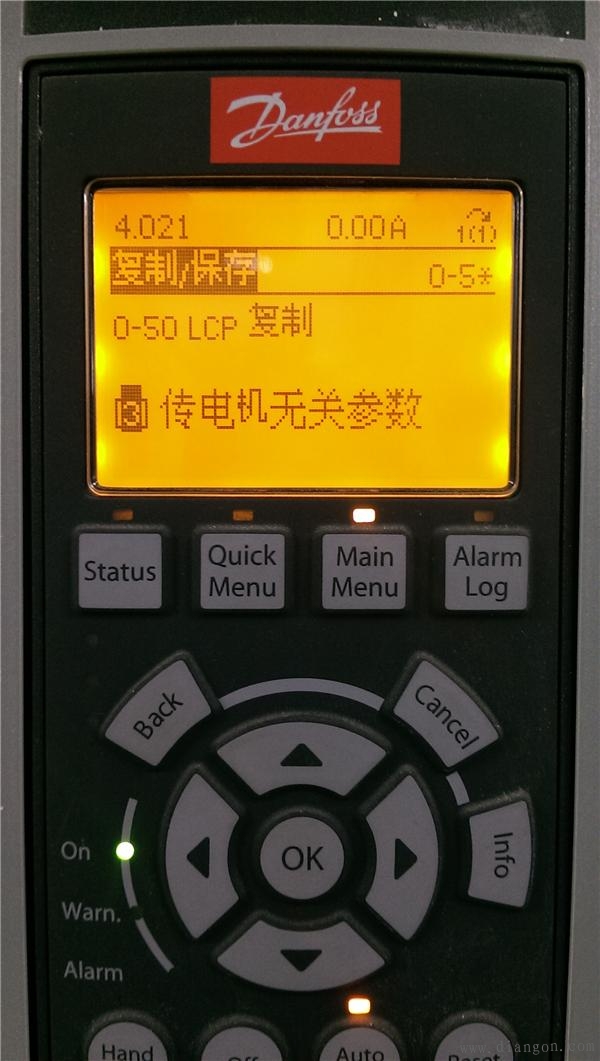 Danfoss
4.021 0.00A 1(1)
复制/保存 0-5*
0-50 LCP 复制
[3] 传电机无关参数
Status
Quick
Menu
Main
Menu
Alarm
Log
Back
Cancel
OK
Info
On
Warn.
Alarm
Hand
Off
Auto
Reset
www.diangon.com